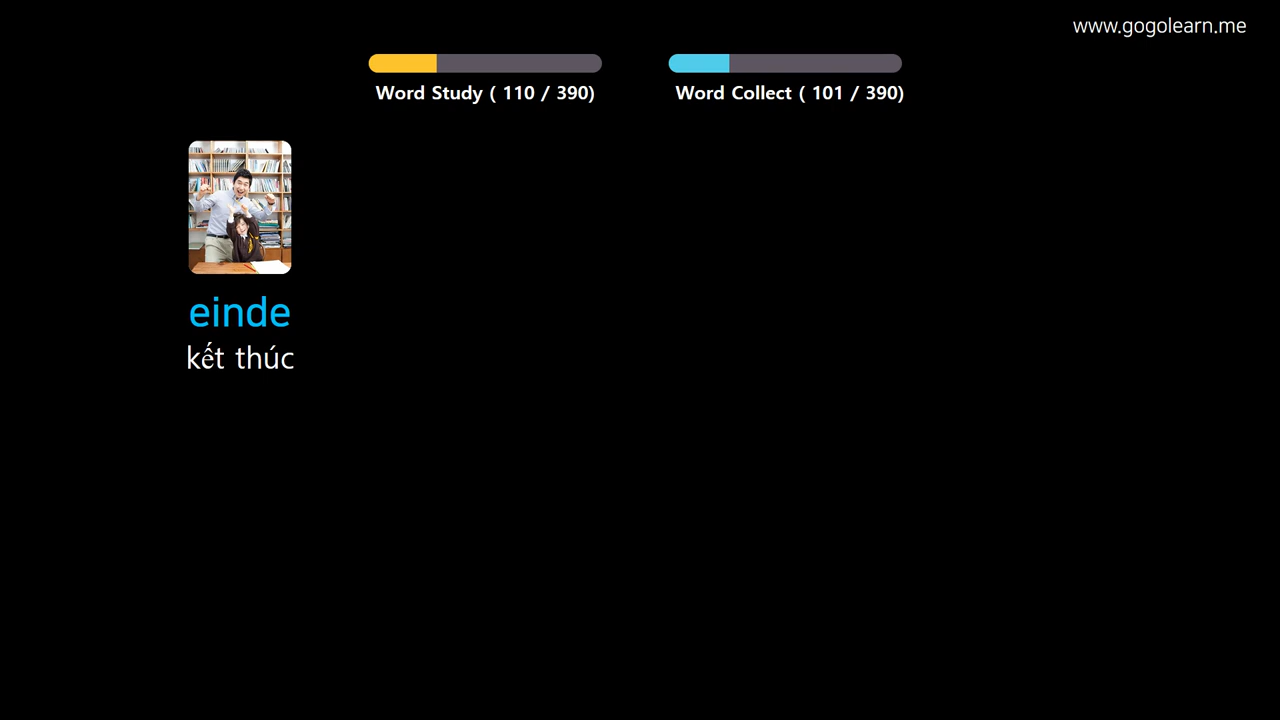 www.gogolearn.me
Word Study ( 110 / 390)
Word Collect ( 101 / 390)
einde
kết thúc